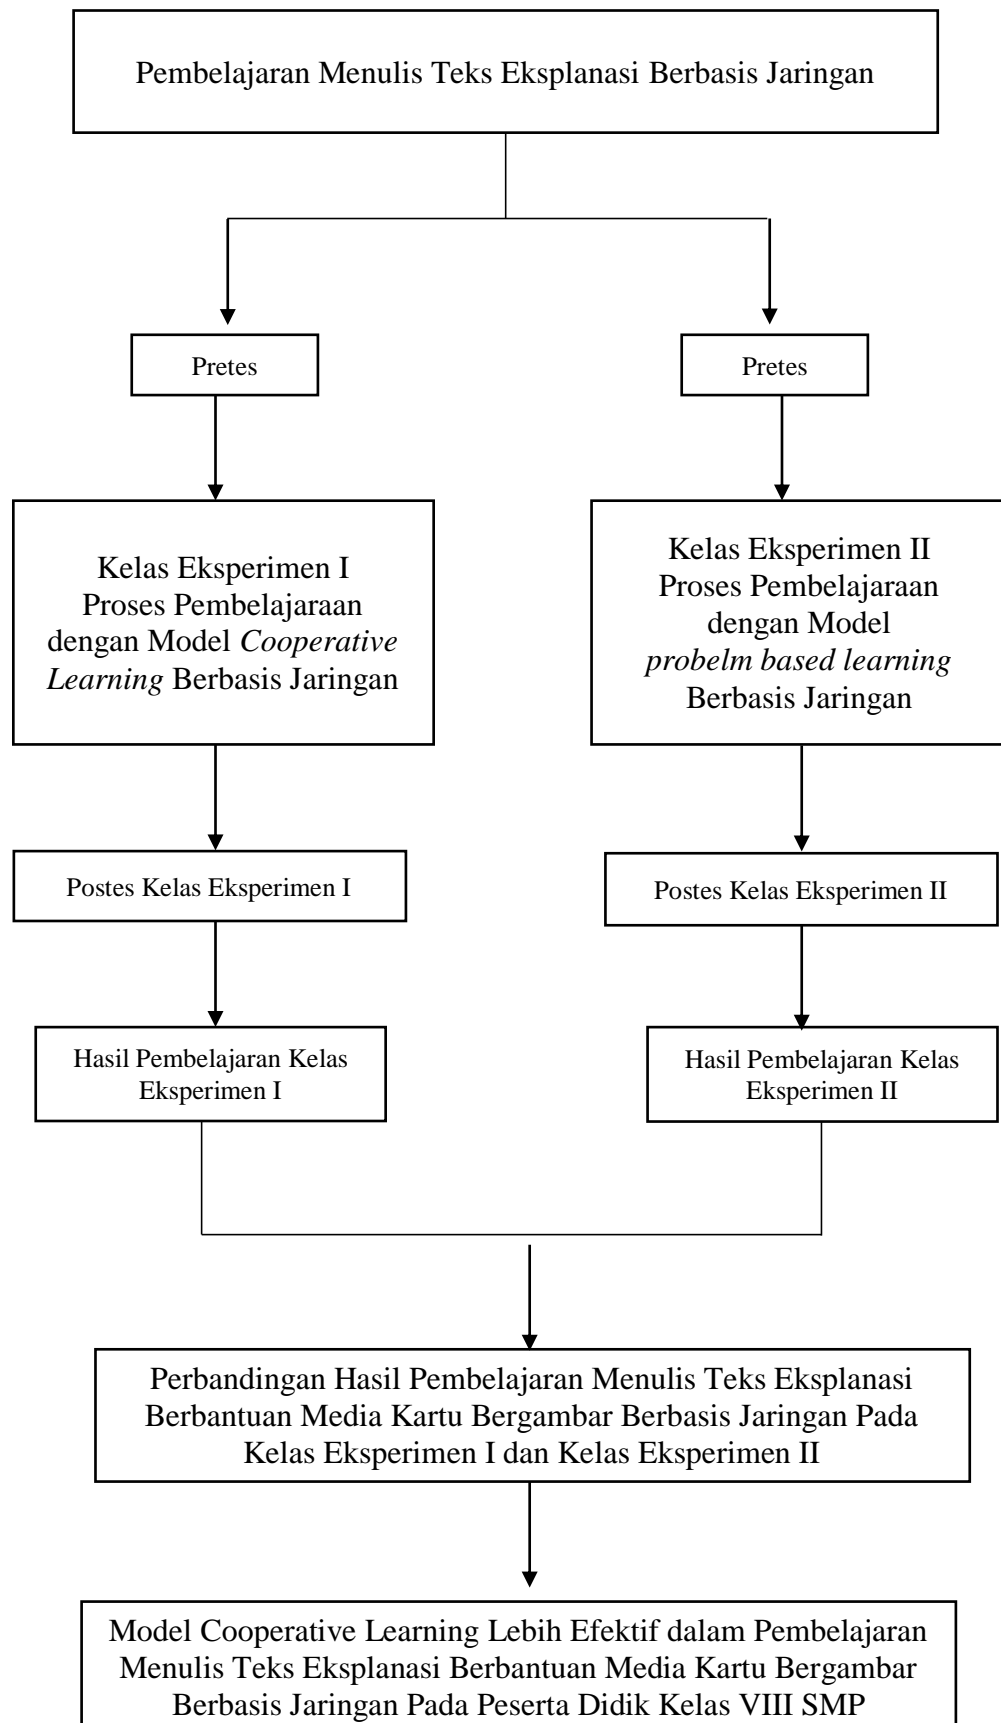 Pembelajaran Menulis Teks Eksplanasi Berbasis Jaringan
Pretes
Pretes
Kelas Eksperimen I
Proses Pembelajaraan
dengan Model Cooperative
Learning Berbasis Jaringan
Kelas Eksperimen II
Proses Pembelajaraan
dengan Model
probelm based learning
Berbasis Jaringan
Postes Kelas Eksperimen I
Postes Kelas Eksperimen II
Hasil Pembelajaran Kelas
Eksperimen I
Hasil Pembelajaran Kelas
Eksperimen II
Perbandingan Hasil Pembelajaran Menulis Teks Eksplanasi
Berbantuan Media Kartu Bergambar Berbasis Jaringan Pada
Kelas Eksperimen I dan Kelas Eksperimen II
Model Cooperative Learning Lebih Efektif dalam Pembelajaran
Menulis Teks Eksplanasi Berbantuan Media Kartu Bergambar
Berbasis Jaringan Pada Peserta Didik Kelas VIII SMP